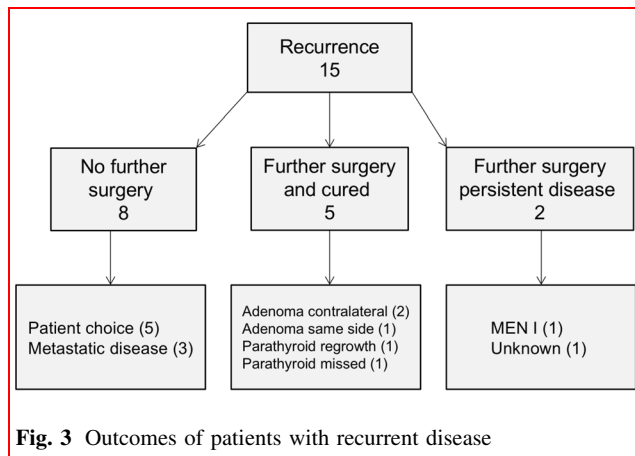 Recurrence
15
No further
surgery
8
Further surgery
and cured
5
Further surgery
persistent disease
2
Patient choice (5)
Metastatic disease (3)
Adenoma contralateral (2)
Adenoma same side (1)
Parathyroid regrowth (1)
Parathyroid missed (1)
MEN I (1)
Unknown (1)
Fig. 3 Outcomes of patients with recurrent disease